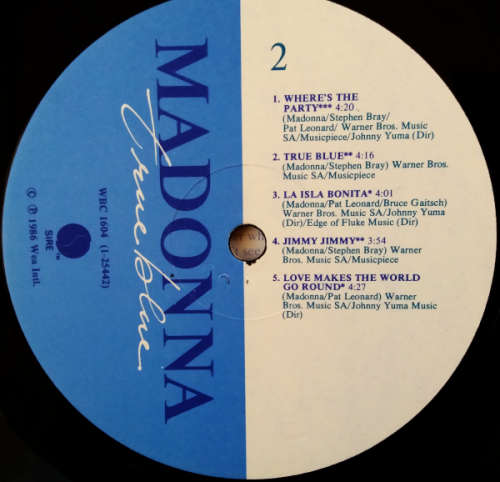 MADONNA
True Blue
SIRE™
WBC 1604 (1-25442)
© ℗ 1986 Wea Intl.
2
1. WHERE'S THE
PARTY*** 4:20
(Madonna/Stephen Bray/
Pat Leonard/ Warner Bros. Music
SA/Musicpiece/Johnny Yuma (Dir)
2. TRUE BLUE** 4:16
(Madonna/Stephen Bray) Warner Bros.
Music SA/Musicpiece
3. LA ISLA BONITA* 4:01
(Madonna/Pat Leonard/Bruce Gaitsch)
Warner Bros. Music SA/Johnny Yuma
(Dir)/Edge of Fluke Music (Dir)
4. JIMMY JIMMY** 3:54
(Madonna/Stephen Bray) Warner
Bros. Music SA/Musicpiece
5. LOVE MAKES THE WORLD
GO ROUND* 4:27
(Madonna/Pat Leonard) Warner
Bros. Music SA/Johnny Yuma Music
(Dir)